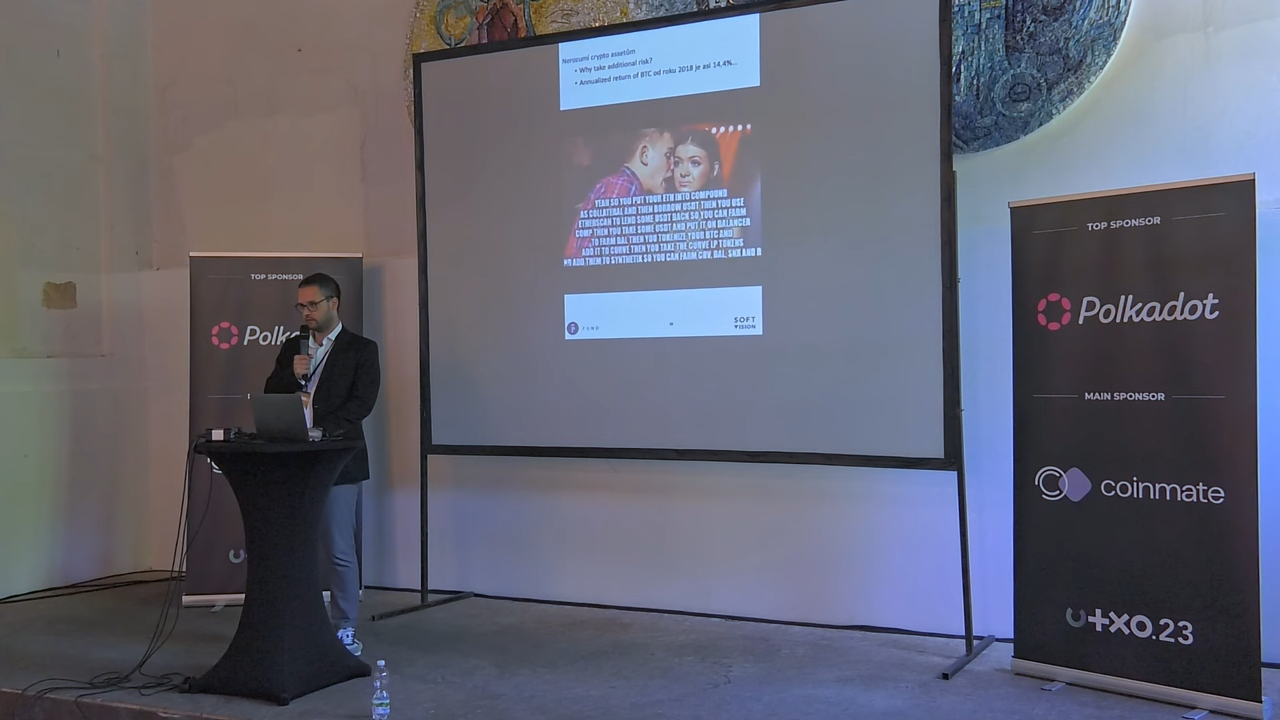 Nerozumí crypto assetům
• Why take additional risk?
• Annualized return of BTC od roku 2018 je asi 14,4%...
YEAH SO YOU PUT YOUR ETH INTO COMPOUND
AS COLLATERAL AND THEN BORROW USDT THEN YOU USE
ETHERSCAN TO LEND SOME USDT BACK SO YOU CAN FARM
COMP THEN YOU TAKE SOME USDT AND PUT IT ON BALANCER
TO FARM BAL THEN YOU TOKENIZE YOUR BTC AND
ADD IT TO CURVE THEN YOU TAKE THE CURVE LP TOKENS
ADD THEM TO SYNTHETIX SO YOU CAN FARM CRV, BAL, SNX AND
FUND
SOFT
VISION
TOP SPONSOR
Polka
TOP SPONSOR
Polkadot
MAIN SPONSOR
coinmate
utxo.23